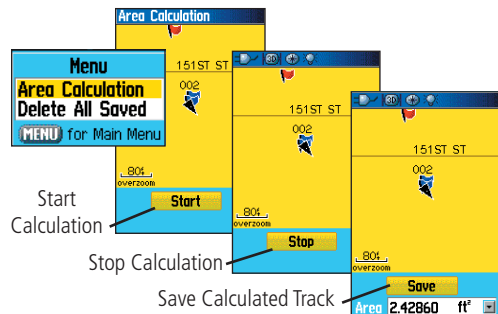 Area Calculation
151ST ST
002
80ft
overzoom
Start
Menu
Area Calculation
Delete All Saved
MENU for Main Menu
3D
151ST ST
002
80ft
overzoom
Stop
3D
151ST ST
002
80ft
overzoom
Save
Area 2.42860 ft²
Start
Calculation
Stop Calculation
Save Calculated Track